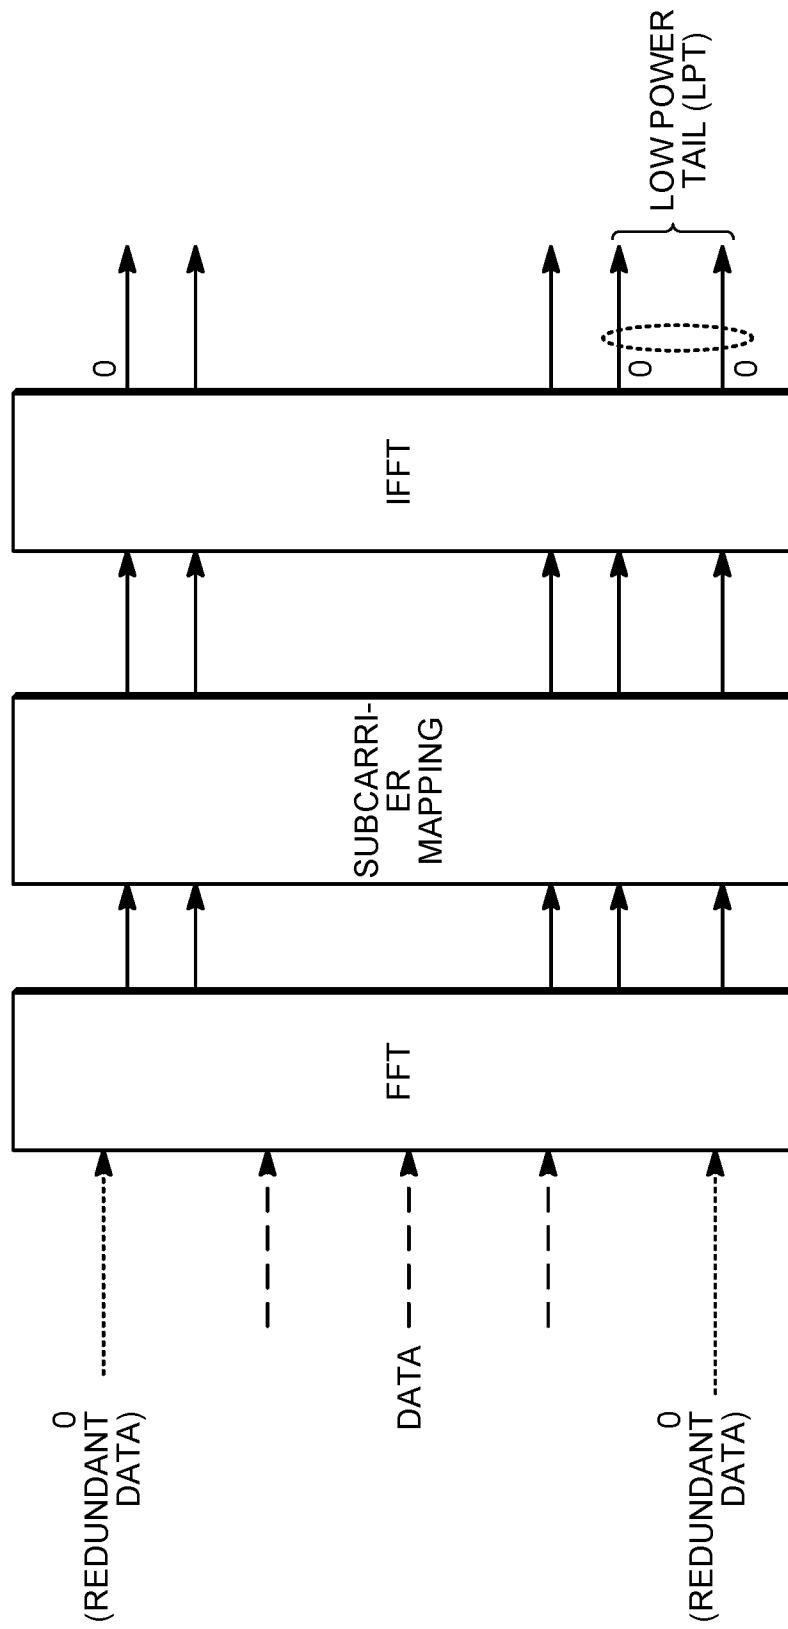 0
(REDUNDANT
DATA)
DATA
0
(REDUNDANT
DATA)
FFT
SUBCARRI-
ER
MAPPING
IFFT
0
0
0
LOW POWER
TAIL (LPT)